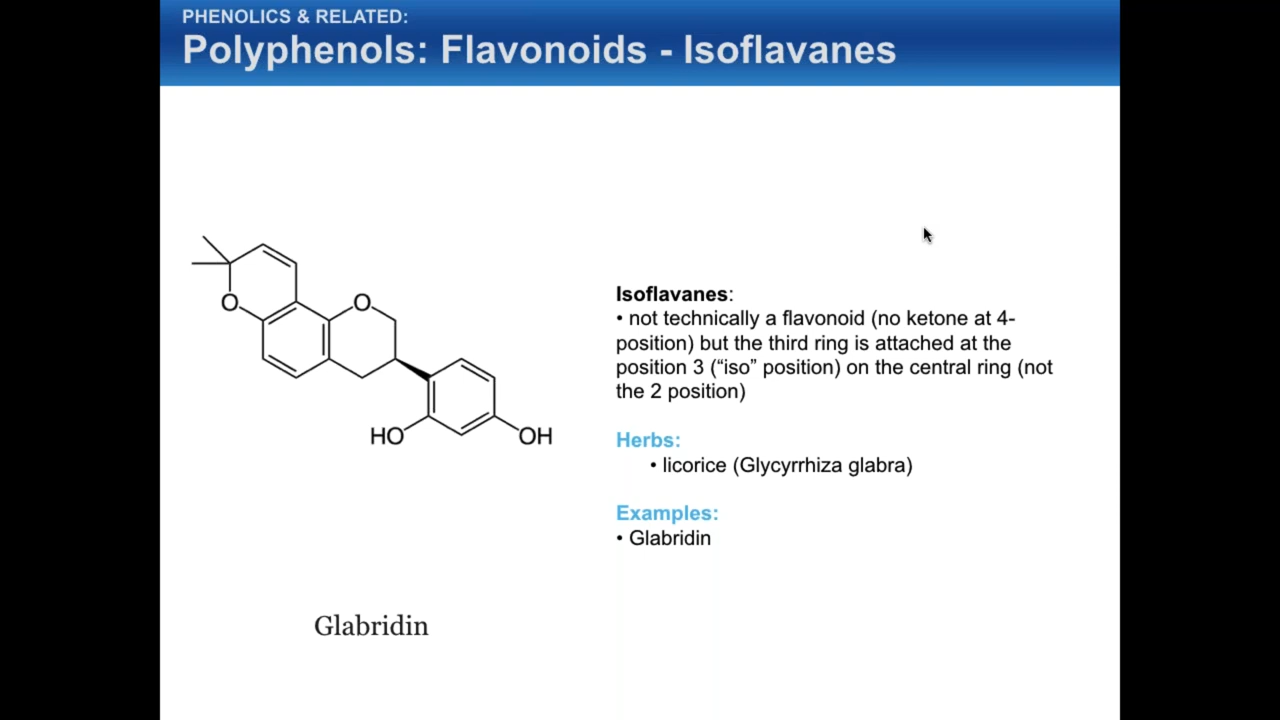 PHENOLICS & RELATED:
Polyphenols: Flavonoids - Isoflavanes
O
O
HO
OH
Isoflavanes:
• not technically a flavonoid (no ketone at 4-
position) but the third ring is attached at the
position 3 (“iso” position) on the central ring (not
the 2 position)
Herbs:
• licorice (Glycyrrhiza glabra)
Examples:
• Glabridin
Glabridin